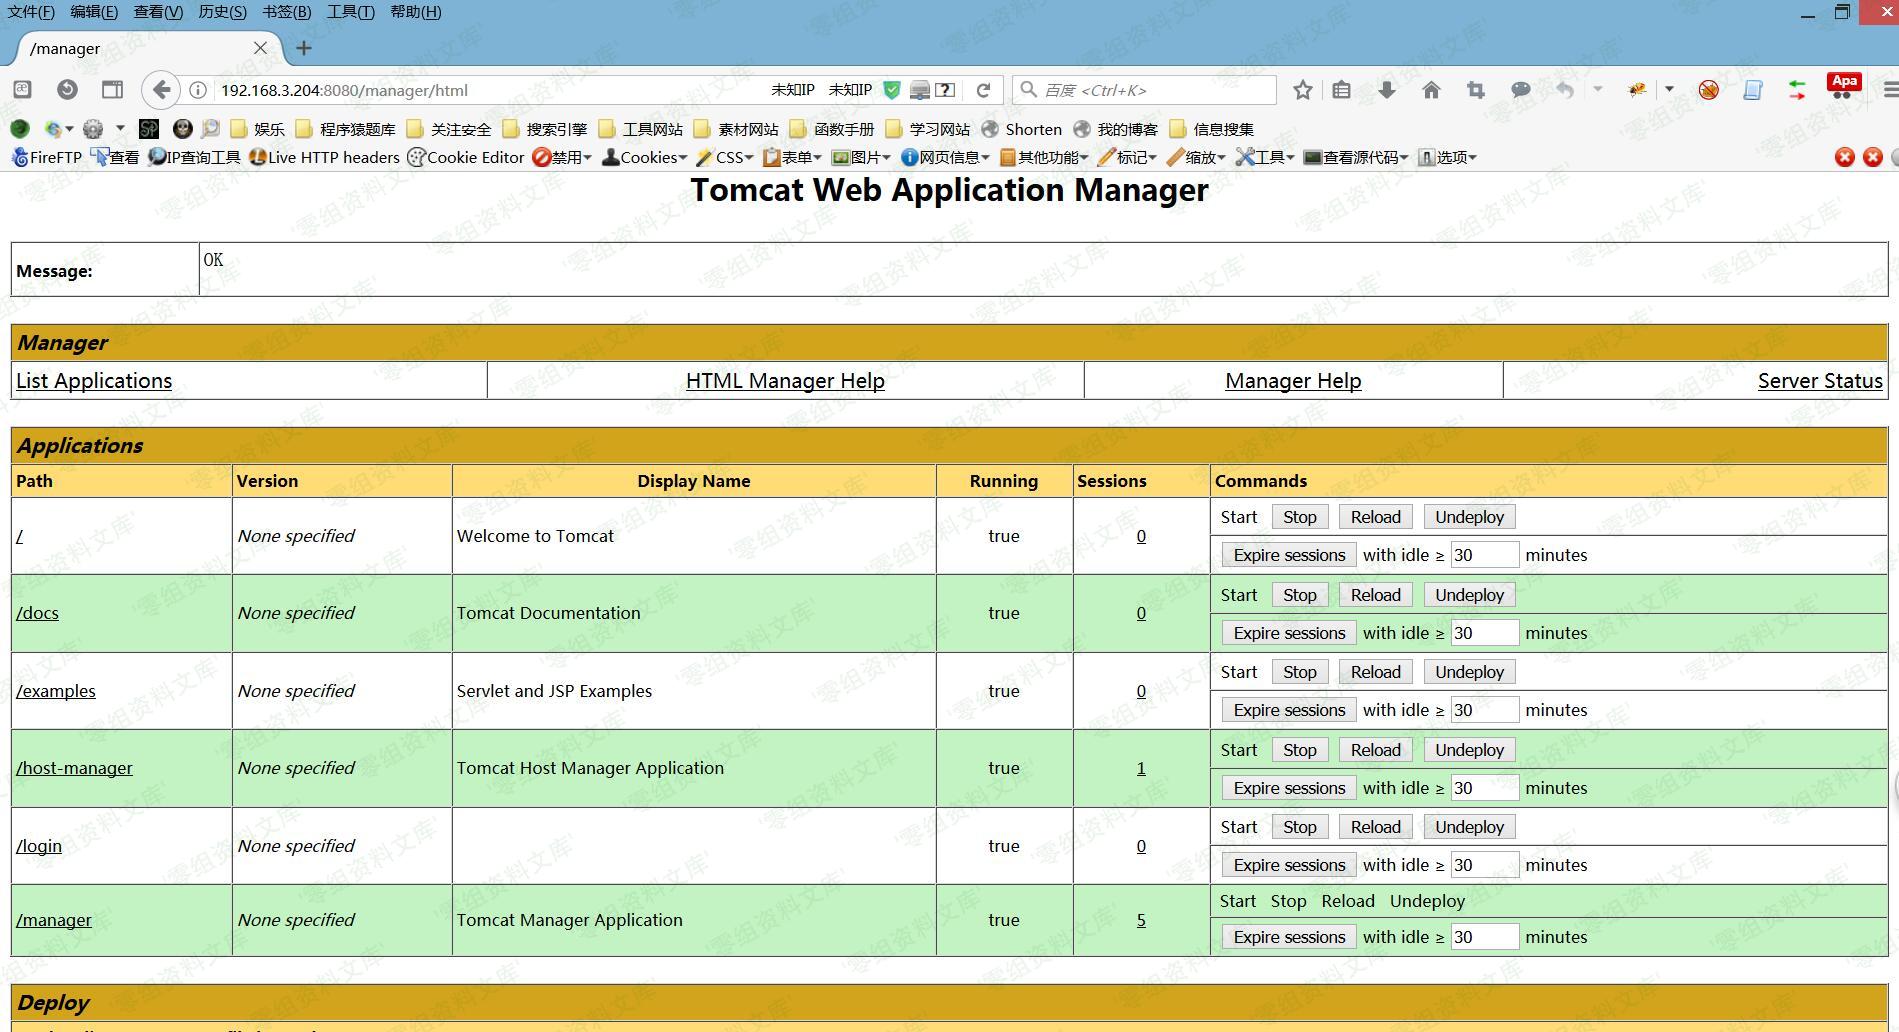 文件(F) 编辑(E) 查看(V) 历史(S) 书签(B) 工具(T) 帮助(H)
/manager
192.168.3.204:8080/manager/html 未知IP 未知IP 百度 <Ctrl+K> Apa
SP 娱乐 程序猿题库 关注安全 搜索引擎 工具网站 素材网站 函数手册 学习网站 Shorten 我的博客 信息搜集
FireFTP 查看 IP查询工具 Live HTTP headers Cookie Editor 禁用 Cookies CSS 表单 图片 网页信息 其他功能 标记 缩放 工具 查看源代码 选项
Tomcat Web Application Manager
Message: OK
Manager
List Applications HTML Manager Help Manager Help Server Status
Applications
Path Version Display Name Running Sessions Commands
/ None specified Welcome to Tomcat true 0 Start Stop Reload Undeploy
Expire sessions with idle ≥ 30 minutes
/docs None specified Tomcat Documentation true 0 Start Stop Reload Undeploy
Expire sessions with idle ≥ 30 minutes
/examples None specified Servlet and JSP Examples true 0 Start Stop Reload Undeploy
Expire sessions with idle ≥ 30 minutes
/host-manager None specified Tomcat Host Manager Application true 1 Start Stop Reload Undeploy
Expire sessions with idle ≥ 30 minutes
/login None specified true 0 Start Stop Reload Undeploy
Expire sessions with idle ≥ 30 minutes
/manager None specified Tomcat Manager Application true 5 Start Stop Reload Undeploy
Expire sessions with idle ≥ 30 minutes
Deploy
'零组资料文库'